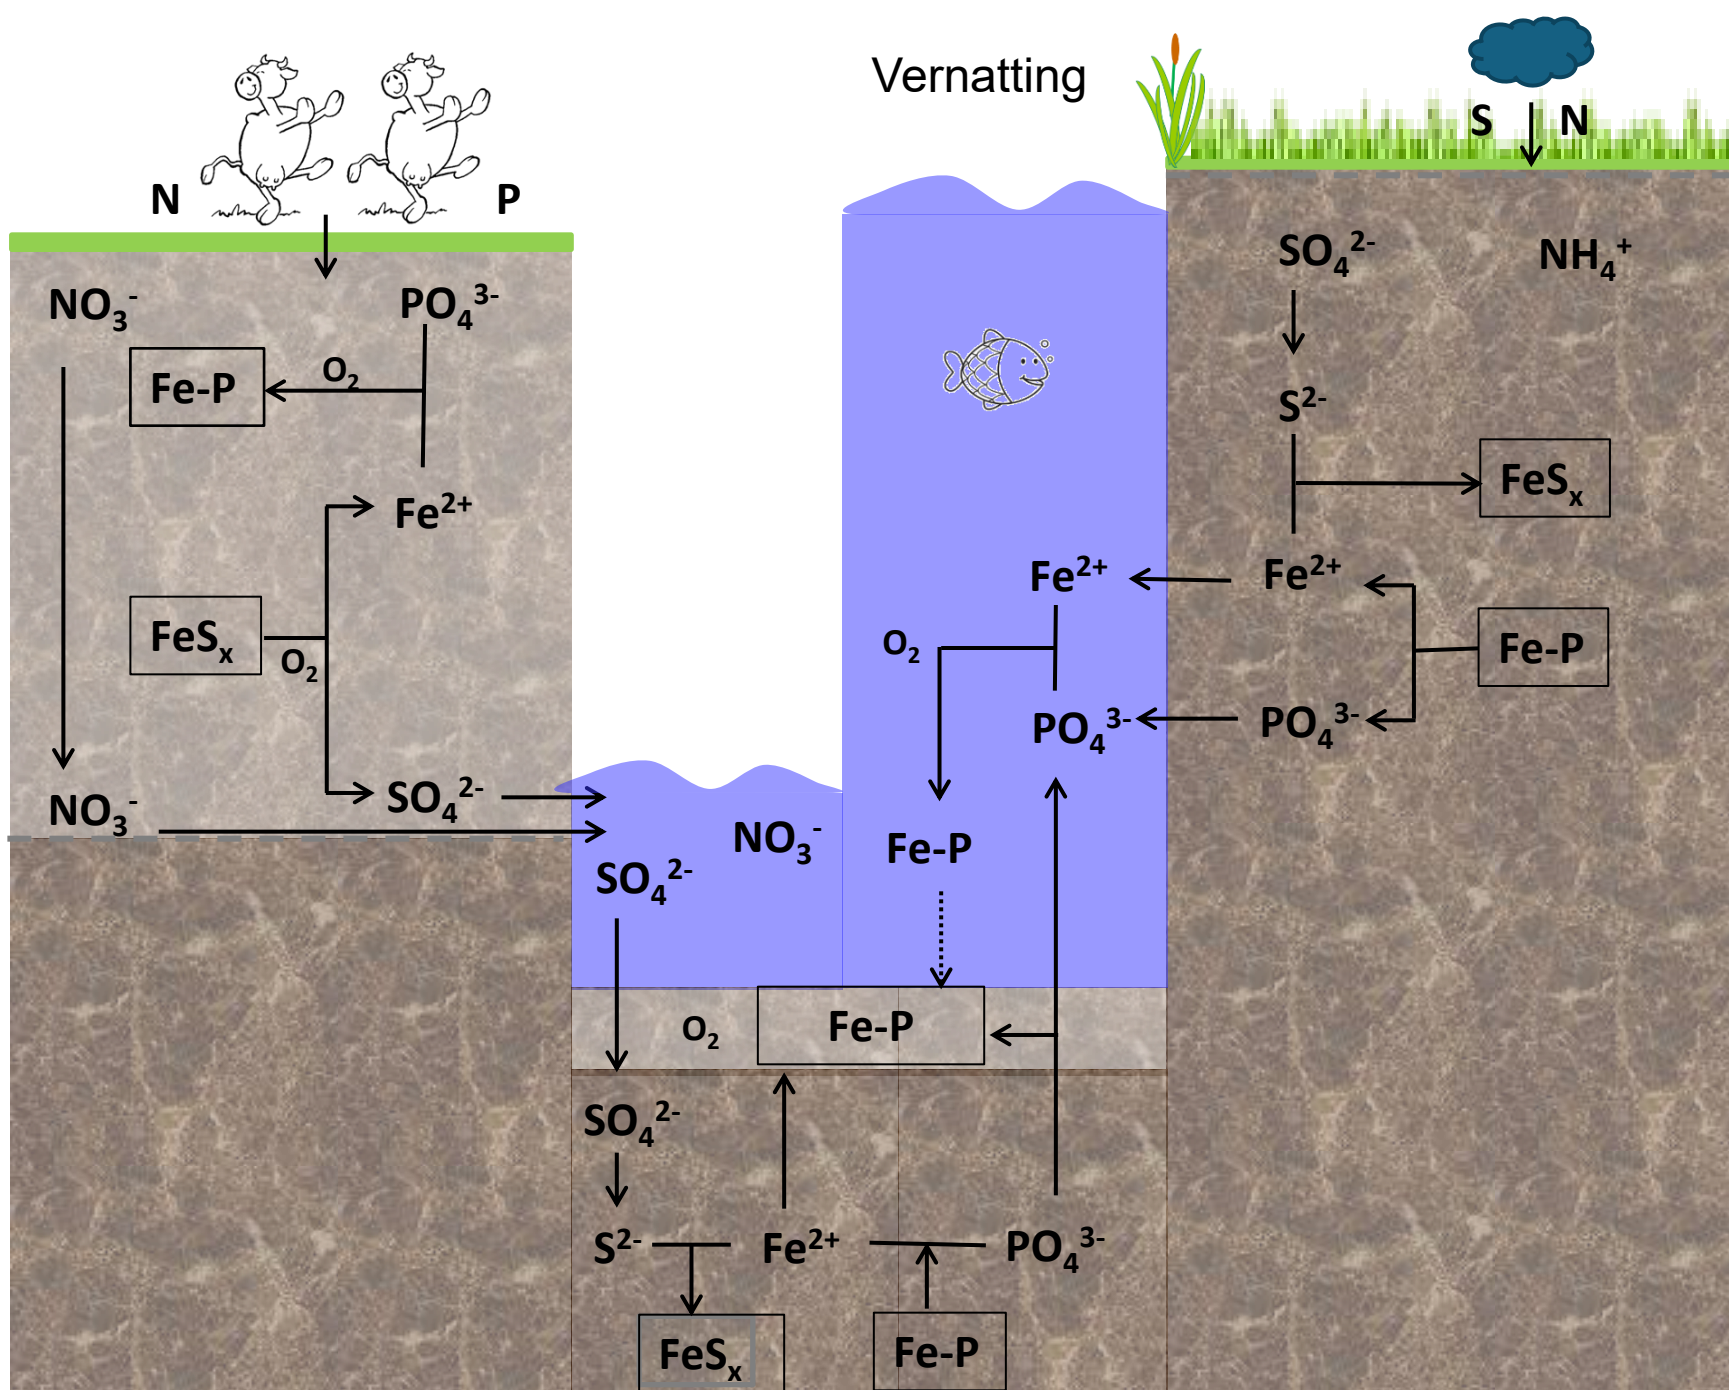 Vernatting
S N
N P
SO₄²⁻ NH₄⁺
NO₃⁻ PO₄³⁻
Fe-P O₂
S²⁻
FeSₓ
Fe²⁺
Fe²⁺ Fe²⁺
FeSₓ O₂
O₂ Fe-P
PO₄³⁻ PO₄³⁻
NO₃⁻ SO₄²⁻
NO₃⁻ Fe-P
SO₄²⁻
O₂ Fe-P
SO₄²⁻
S²⁻ Fe²⁺ PO₄³⁻
FeSₓ Fe-P